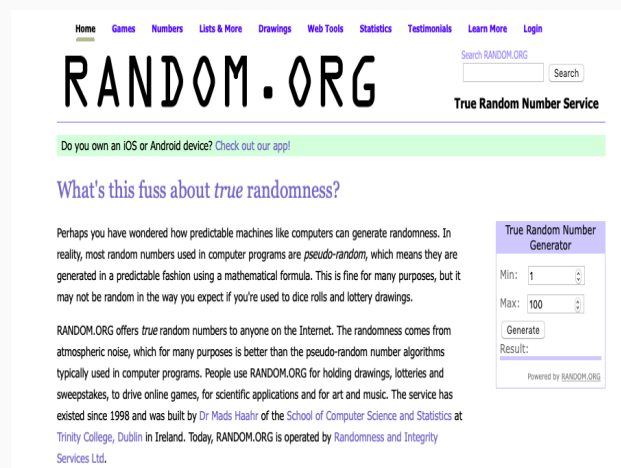 Home Games Numbers Lists & More Drawings Web Tools Statistics Testimonials Learn More Login
RANDOM.ORG
Search RANDOM.ORG
Search
True Random Number Service
Do you own an iOS or Android device? Check out our app!
What's this fuss about true randomness?
Perhaps you have wondered how predictable machines like computers can generate randomness. In
reality, most random numbers used in computer programs are pseudo-random, which means they are
generated in a predictable fashion using a mathematical formula. This is fine for many purposes, but it
may not be random in the way you expect if you're used to dice rolls and lottery drawings.
RANDOM.ORG offers true random numbers to anyone on the Internet. The randomness comes from
atmospheric noise, which for many purposes is better than the pseudo-random number algorithms
typically used in computer programs. People use RANDOM.ORG for holding drawings, lotteries and
sweepstakes, to drive online games, for scientific applications and for art and music. The service has
existed since 1998 and was built by Dr Mads Haahr of the School of Computer Science and Statistics at
Trinity College, Dublin in Ireland. Today, RANDOM.ORG is operated by Randomness and Integrity
Services Ltd.
True Random Number
Generator
Min: 1
Max: 100
Generate
Result:
Powered by RANDOM.ORG